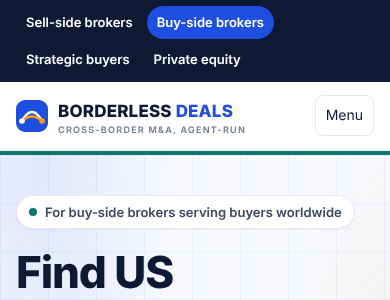 Sell-side brokers Buy-side brokers
Strategic buyers Private equity
BORDERLESS DEALS
CROSS-BORDER M&A, AGENT-RUN
Menu
For buy-side brokers serving buyers worldwide
Find US